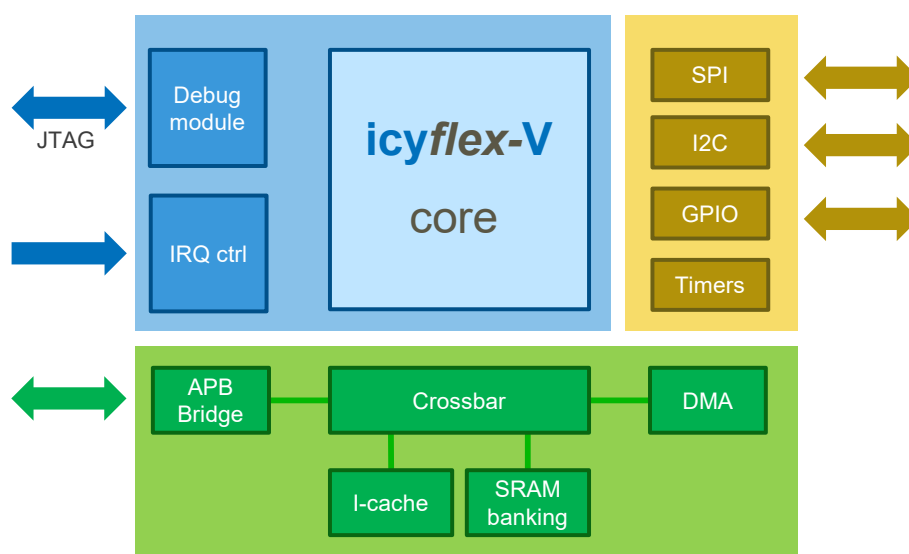 JTAG
Debug
module
IRQ ctrl
icyflex-V
core
SPI
I2C
GPIO
Timers
APB
Bridge
Crossbar
DMA
I-cache
SRAM
banking